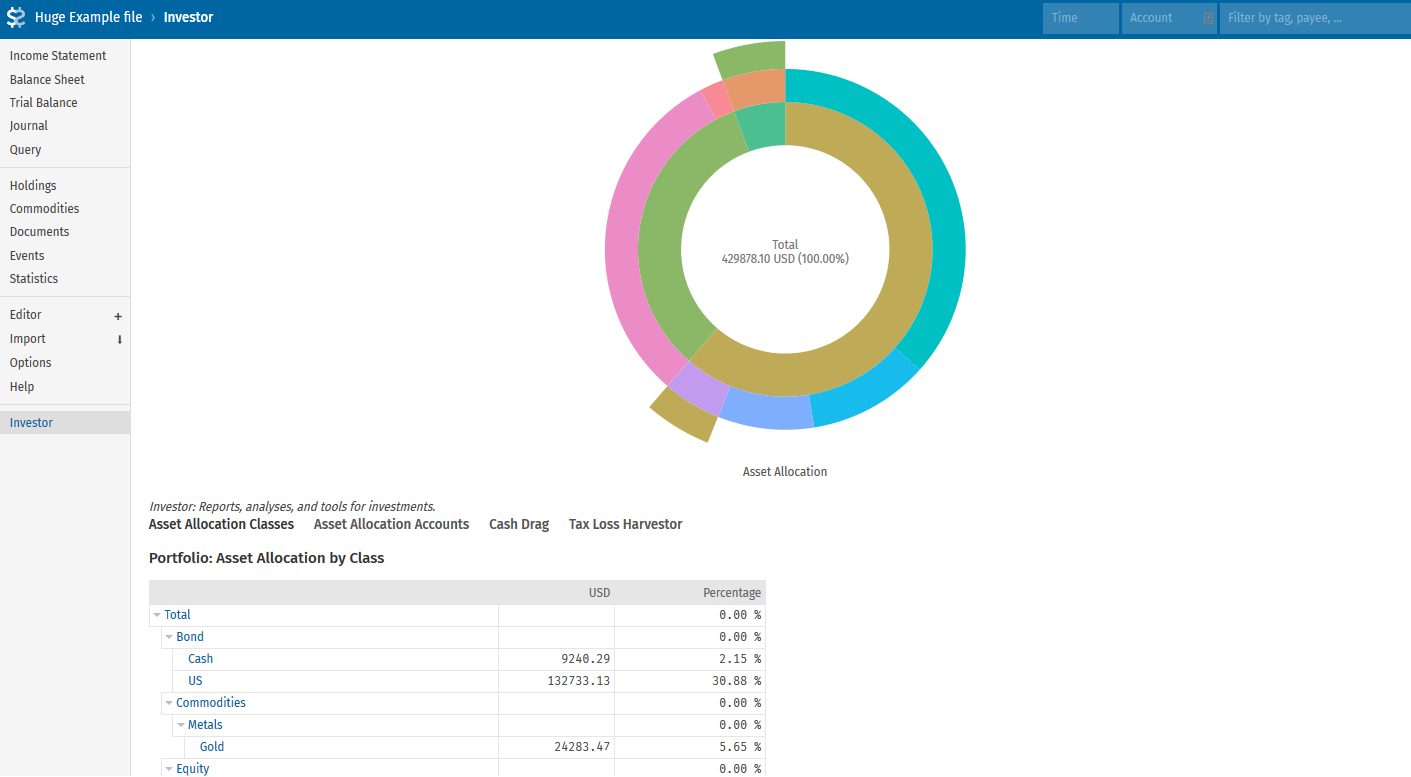 Huge Example file › Investor
Time
Account
Filter by tag, payee, ...
Income Statement
Balance Sheet
Trial Balance
Journal
Query
Holdings
Commodities
Documents
Events
Statistics
Editor +
Import ⬇
Options
Help
Investor
Total
429878.10 USD (100.00%)
Asset Allocation
Investor: Reports, analyses, and tools for investments.
Asset Allocation Classes Asset Allocation Accounts Cash Drag Tax Loss Harvestor
Portfolio: Asset Allocation by Class
USD Percentage
Total 0.00 %
Bond 0.00 %
Cash 9240.29 2.15 %
US 132733.13 30.88 %
Commodities 0.00 %
Metals 0.00 %
Gold 24283.47 5.65 %
Equity 0.00 %